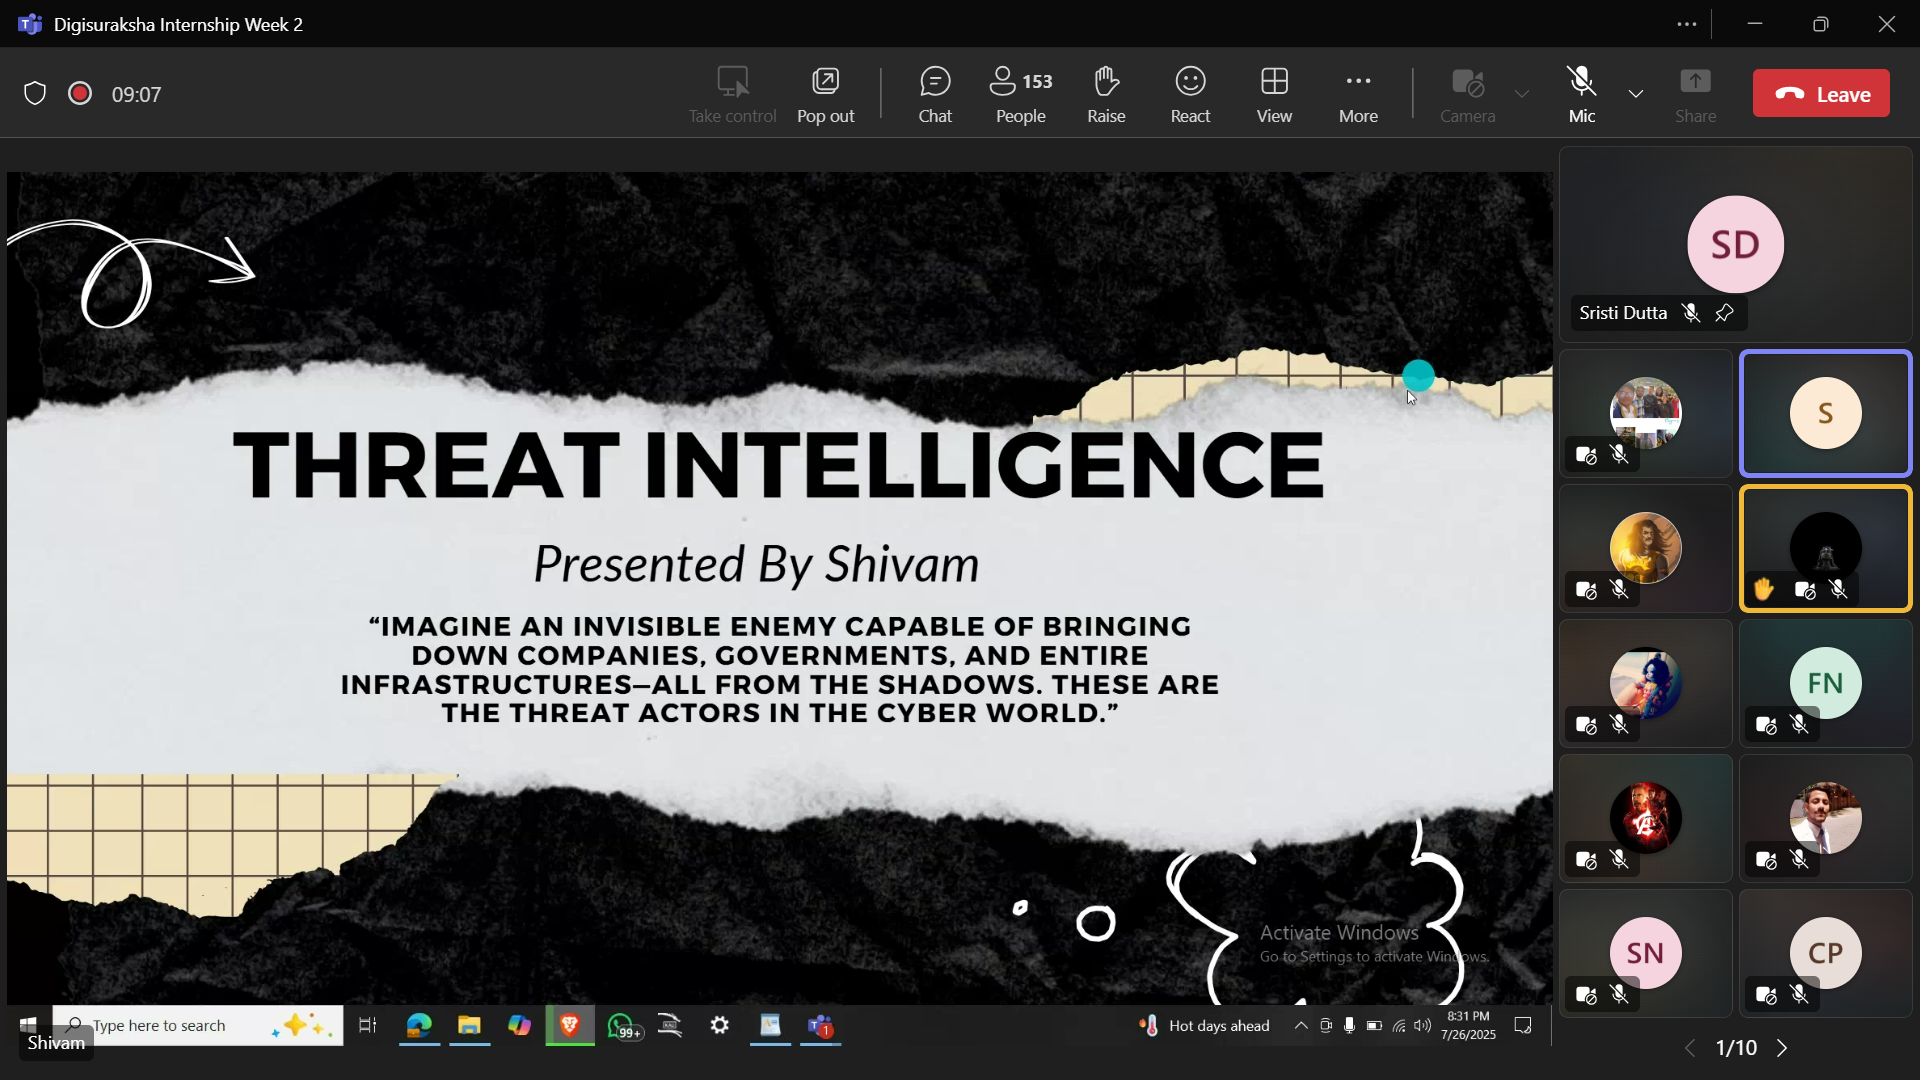 Digisuraksha Internship Week 2
09:07
Take control
Pop out
Chat
153
People
Raise
React
View
More
Camera
Mic
Share
Leave
SD
Sristi Dutta
S
FN
SN
CP
1/10
THREAT INTELLIGENCE
Presented By Shivam
“IMAGINE AN INVISIBLE ENEMY CAPABLE OF BRINGING
DOWN COMPANIES, GOVERNMENTS, AND ENTIRE
INFRASTRUCTURES—ALL FROM THE SHADOWS. THESE ARE
THE THREAT ACTORS IN THE CYBER WORLD.”
Activate Windows
Go to Settings to activate Windows.
Type here to search
99+
1
Hot days ahead
8:31 PM
7/26/2025
Shivam